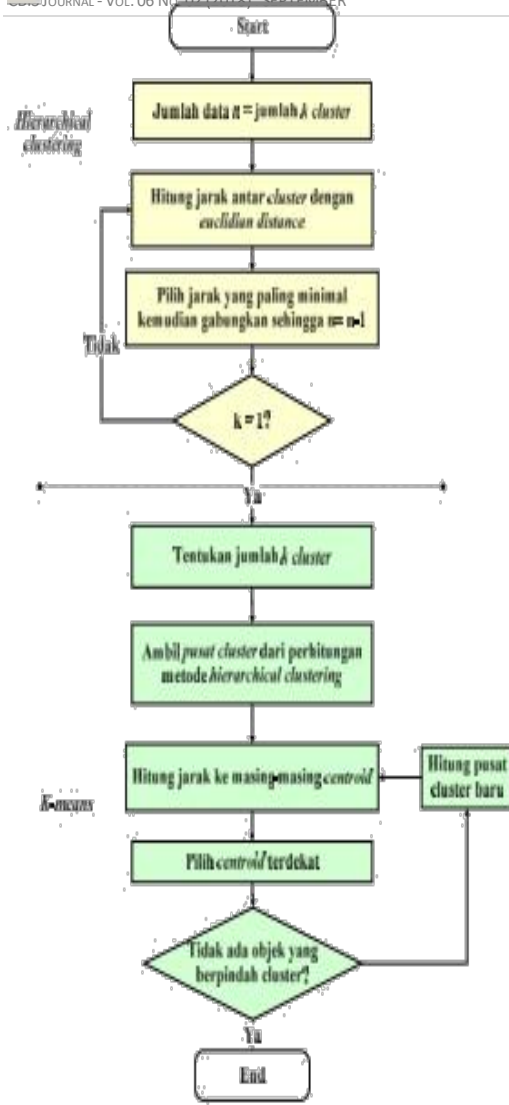 JOURNAL - VOL. 06
Start
Jumlah data n = jumlah k cluster
Hierarchical
clustering
Hitung jarak antar cluster dengan
euclidian distance
Pilih jarak yang paling minimal
kemudian gabungkan sehingga n= n-1
Tidak
k = 1?
Ya
Tentukan jumlah k cluster
Ambil pusat cluster dari perhitungan
metode hierarchical clustering
Hitung jarak ke masing-masing centroid
Hitung pusat
cluster baru
K-means
Pilih centroid terdekat
Tidak ada objek yang
berpindah cluster?
Ya
End